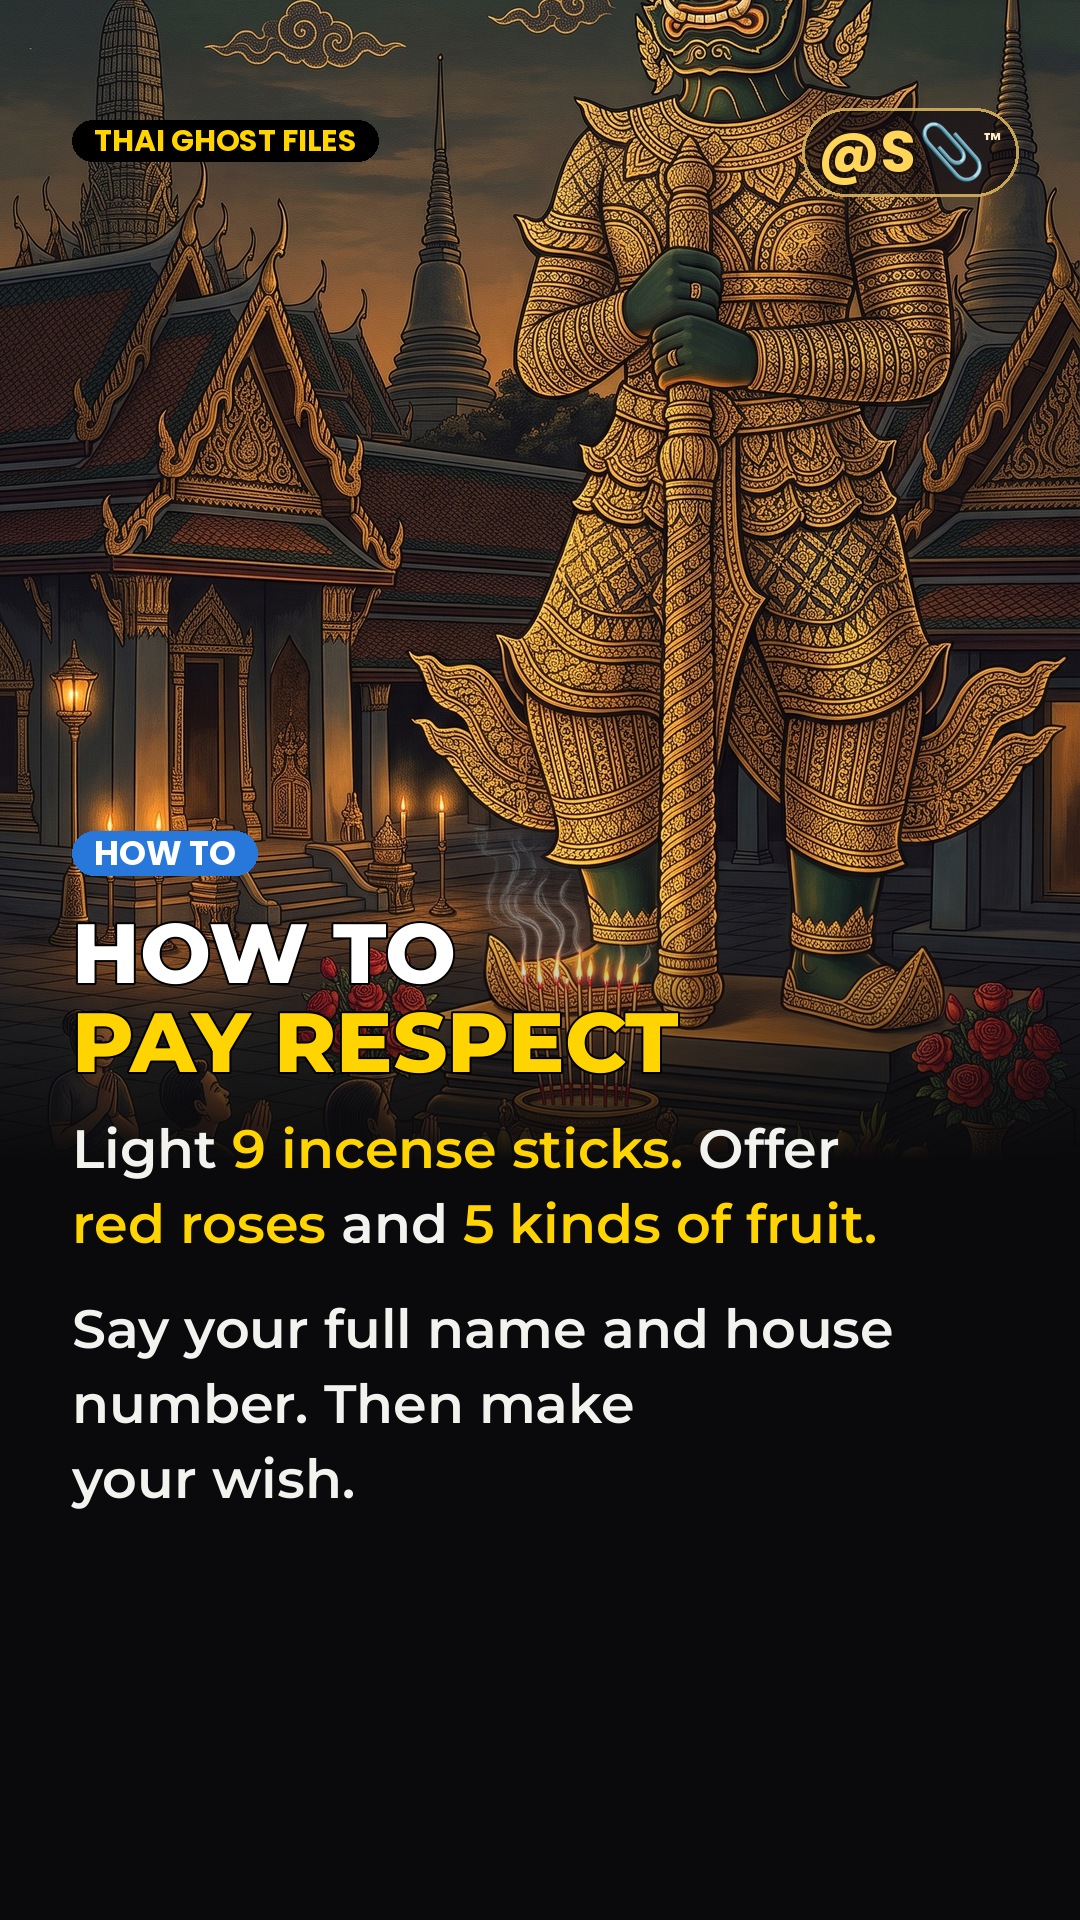 THAI GHOST FILES
@S📎™
HOW TO
HOW TO
PAY RESPECT
Light 9 incense sticks. Offer
red roses and 5 kinds of fruit.
Say your full name and house
number. Then make
your wish.